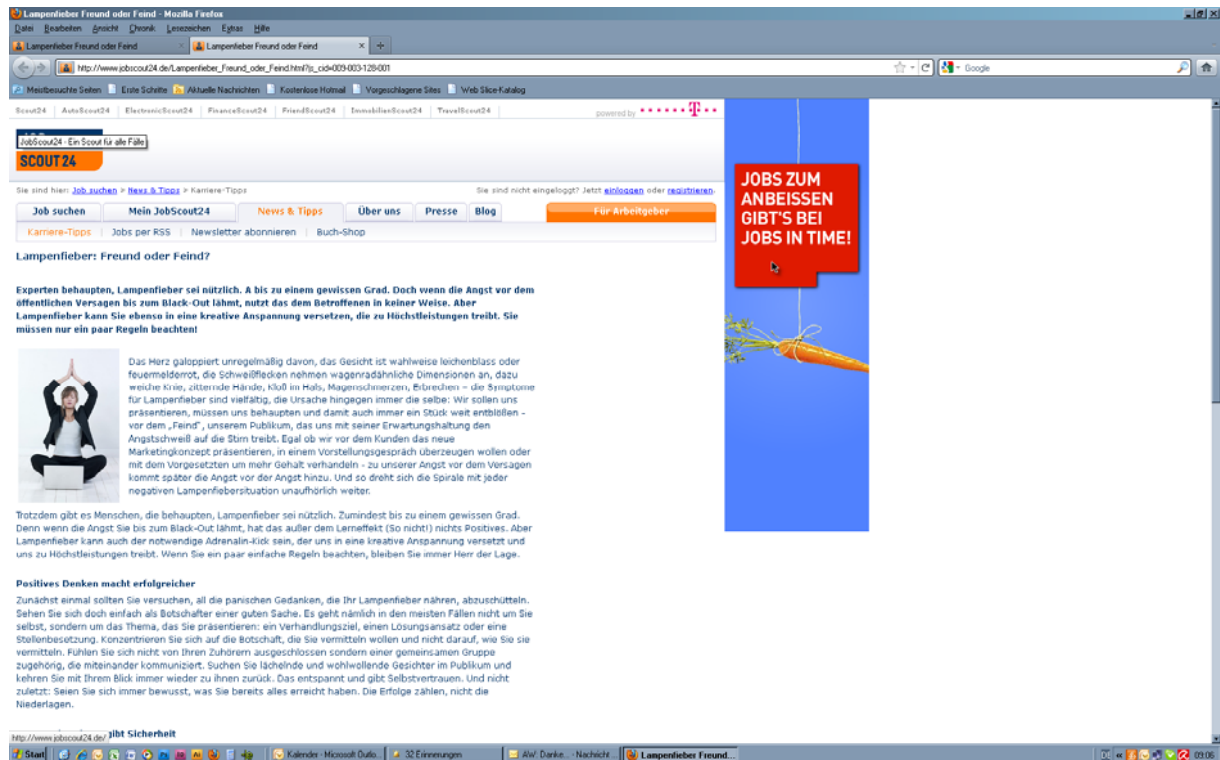 Lampenfieber Freund oder Feind - Mozilla Firefox
Datei Bearbeiten Ansicht Chronik Lesezeichen Extras Hilfe
Lampenfieber Freund oder Feind × Lampenfieber Freund oder Feind × +
http://www.jobscout24.de/Lampenfieber_Freund_oder_Feind.html?js_cid=009-003-128-001 Google
Meistbesuchte Seiten Erste Schritte Aktuelle Nachrichten Kostenlose Hotmail Vorgeschlagene Sites Web Slice-Katalog
Scout24 AutoScout24 ElectronicScout24 FinanceScout24 FriendScout24 ImmobilienScout24 TravelScout24 powered by T
JobScout24 - Ein Scout für alle Fälle
SCOUT 24
Sie sind hier: Job suchen > News & Tipps > Karriere-Tipps Sie sind nicht eingeloggt? Jetzt einloggen oder registrieren.
Job suchen Mein JobScout24 News & Tipps Über uns Presse Blog Für Arbeitgeber
Karriere-Tipps Jobs per RSS Newsletter abonnieren Buch-Shop
JOBS ZUM
ANBEISSEN
GIBT'S BEI
JOBS IN TIME!
Lampenfieber: Freund oder Feind?
Experten behaupten, Lampenfieber sei nützlich. A bis zu einem gewissen Grad. Doch wenn die Angst vor dem
öffentlichen Versagen bis zum Black-Out lähmt, nutzt das dem Betroffenen in keiner Weise. Aber
Lampenfieber kann Sie ebenso in eine kreative Anspannung versetzen, die zu Höchstleistungen treibt. Sie
müssen nur ein paar Regeln beachten!
Das Herz galoppiert unregelmäßig davon, das Gesicht ist wahlweise leichenblass oder
feuermelderrot, die Schweißflecken nehmen wagenradähnliche Dimensionen an, dazu
weiche Knie, zitternde Hände, Kloß im Hals, Magenschmerzen, Erbrechen – die Symptome
für Lampenfieber sind vielfältig, die Ursache hingegen immer die selbe: Wir sollen uns
präsentieren, müssen uns behaupten und damit auch immer ein Stück weit entblößen -
vor dem „Feind", unserem Publikum, das uns mit seiner Erwartungshaltung den
Angstschweiß auf die Stirn treibt. Egal ob wir vor dem Kunden das neue
Marketingkonzept präsentieren, in einem Vorstellungsgespräch überzeugen wollen oder
mit dem Vorgesetzten um mehr Gehalt verhandeln - zu unserer Angst vor dem Versagen
kommt später die Angst vor der Angst hinzu. Und so dreht sich die Spirale mit jeder
negativen Lampenfiebersituation unaufhörlich weiter.
Trotzdem gibt es Menschen, die behaupten, Lampenfieber sei nützlich. Zumindest bis zu einem gewissen Grad.
Denn wenn die Angst Sie bis zum Black-Out lähmt, hat das außer dem Lerneffekt (So nicht!) nichts Positives. Aber
Lampenfieber kann auch der notwendige Adrenalin-Kick sein, der uns in eine kreative Anspannung versetzt und
uns zu Höchstleistungen treibt. Wenn Sie ein paar einfache Regeln beachten, bleiben Sie immer Herr der Lage.
Positives Denken macht erfolgreicher
Zunächst einmal sollten Sie versuchen, all die panischen Gedanken, die Ihr Lampenfieber nähren, abzuschütteln.
Sehen Sie sich doch einfach als Botschafter einer guten Sache. Es geht nämlich in den meisten Fällen nicht um Sie
selbst, sondern um das Thema, das Sie präsentieren: ein Verhandlungsziel, einen Lösungsansatz oder eine
Stellenbesetzung. Konzentrieren Sie sich auf die Botschaft, die Sie vermitteln wollen und nicht darauf, wie Sie sie
vermitteln. Fühlen Sie sich nicht von Ihren Zuhörern ausgeschlossen sondern einer gemeinsamen Gruppe
zugehörig, die miteinander kommuniziert. Suchen Sie lächelnde und wohlwollende Gesichter im Publikum und
kehren Sie mit Ihrem Blick immer wieder zu ihnen zurück. Das entspannt und gibt Selbstvertrauen. Und nicht
zuletzt: Seien Sie sich immer bewusst, was Sie bereits alles erreicht haben. Die Erfolge zählen, nicht die
Niederlagen.
http://www.jobscout24.de/ gibt Sicherheit
Start Kalender - Microsoft Outlo... 32 Erinnerungen AW: Danke... - Nachricht ... Lampenfieber Freund... 09:06